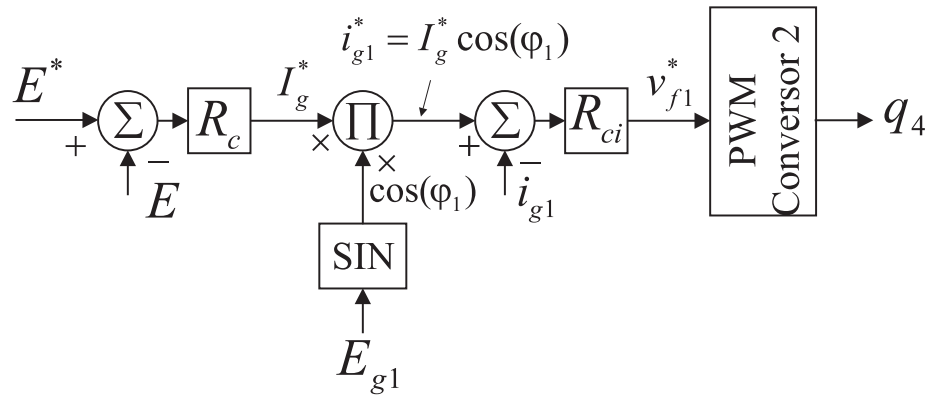 i*g1 = I*g cos(φ1)
E*
+
Σ
−
E
Rc
I*g
×
∏
×
cos(φ1)
SIN
Eg1
+
Σ
−
ig1
Rci
v*f1
PWM
Conversor 2
q4